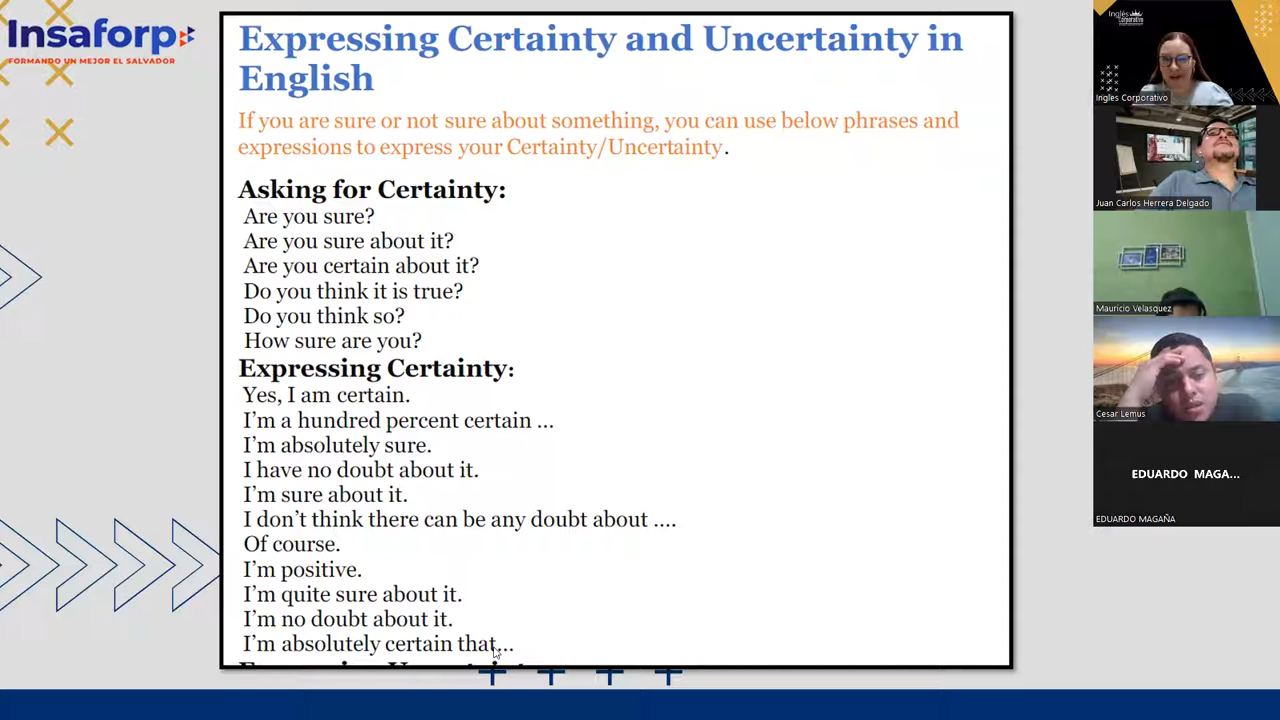 Insaforp
FORMANDO UN MEJOR EL SALVADOR
Expressing Certainty and Uncertainty in
English
If you are sure or not sure about something, you can use below phrases and
expressions to express your Certainty/Uncertainty.
Asking for Certainty:
Are you sure?
Are you sure about it?
Are you certain about it?
Do you think it is true?
Do you think so?
How sure are you?
Expressing Certainty:
Yes, I am certain.
I'm a hundred percent certain ...
I'm absolutely sure.
I have no doubt about it.
I'm sure about it.
I don't think there can be any doubt about ....
Of course.
I'm positive.
I'm quite sure about it.
I'm no doubt about it.
I'm absolutely certain that...
Inglés
Corporativo
Ingles Corporativo
Juan Carlos Herrera Delgado
Mauricio Velasquez
Cesar Lemus
EDUARDO MAGA...
EDUARDO MAGAÑA